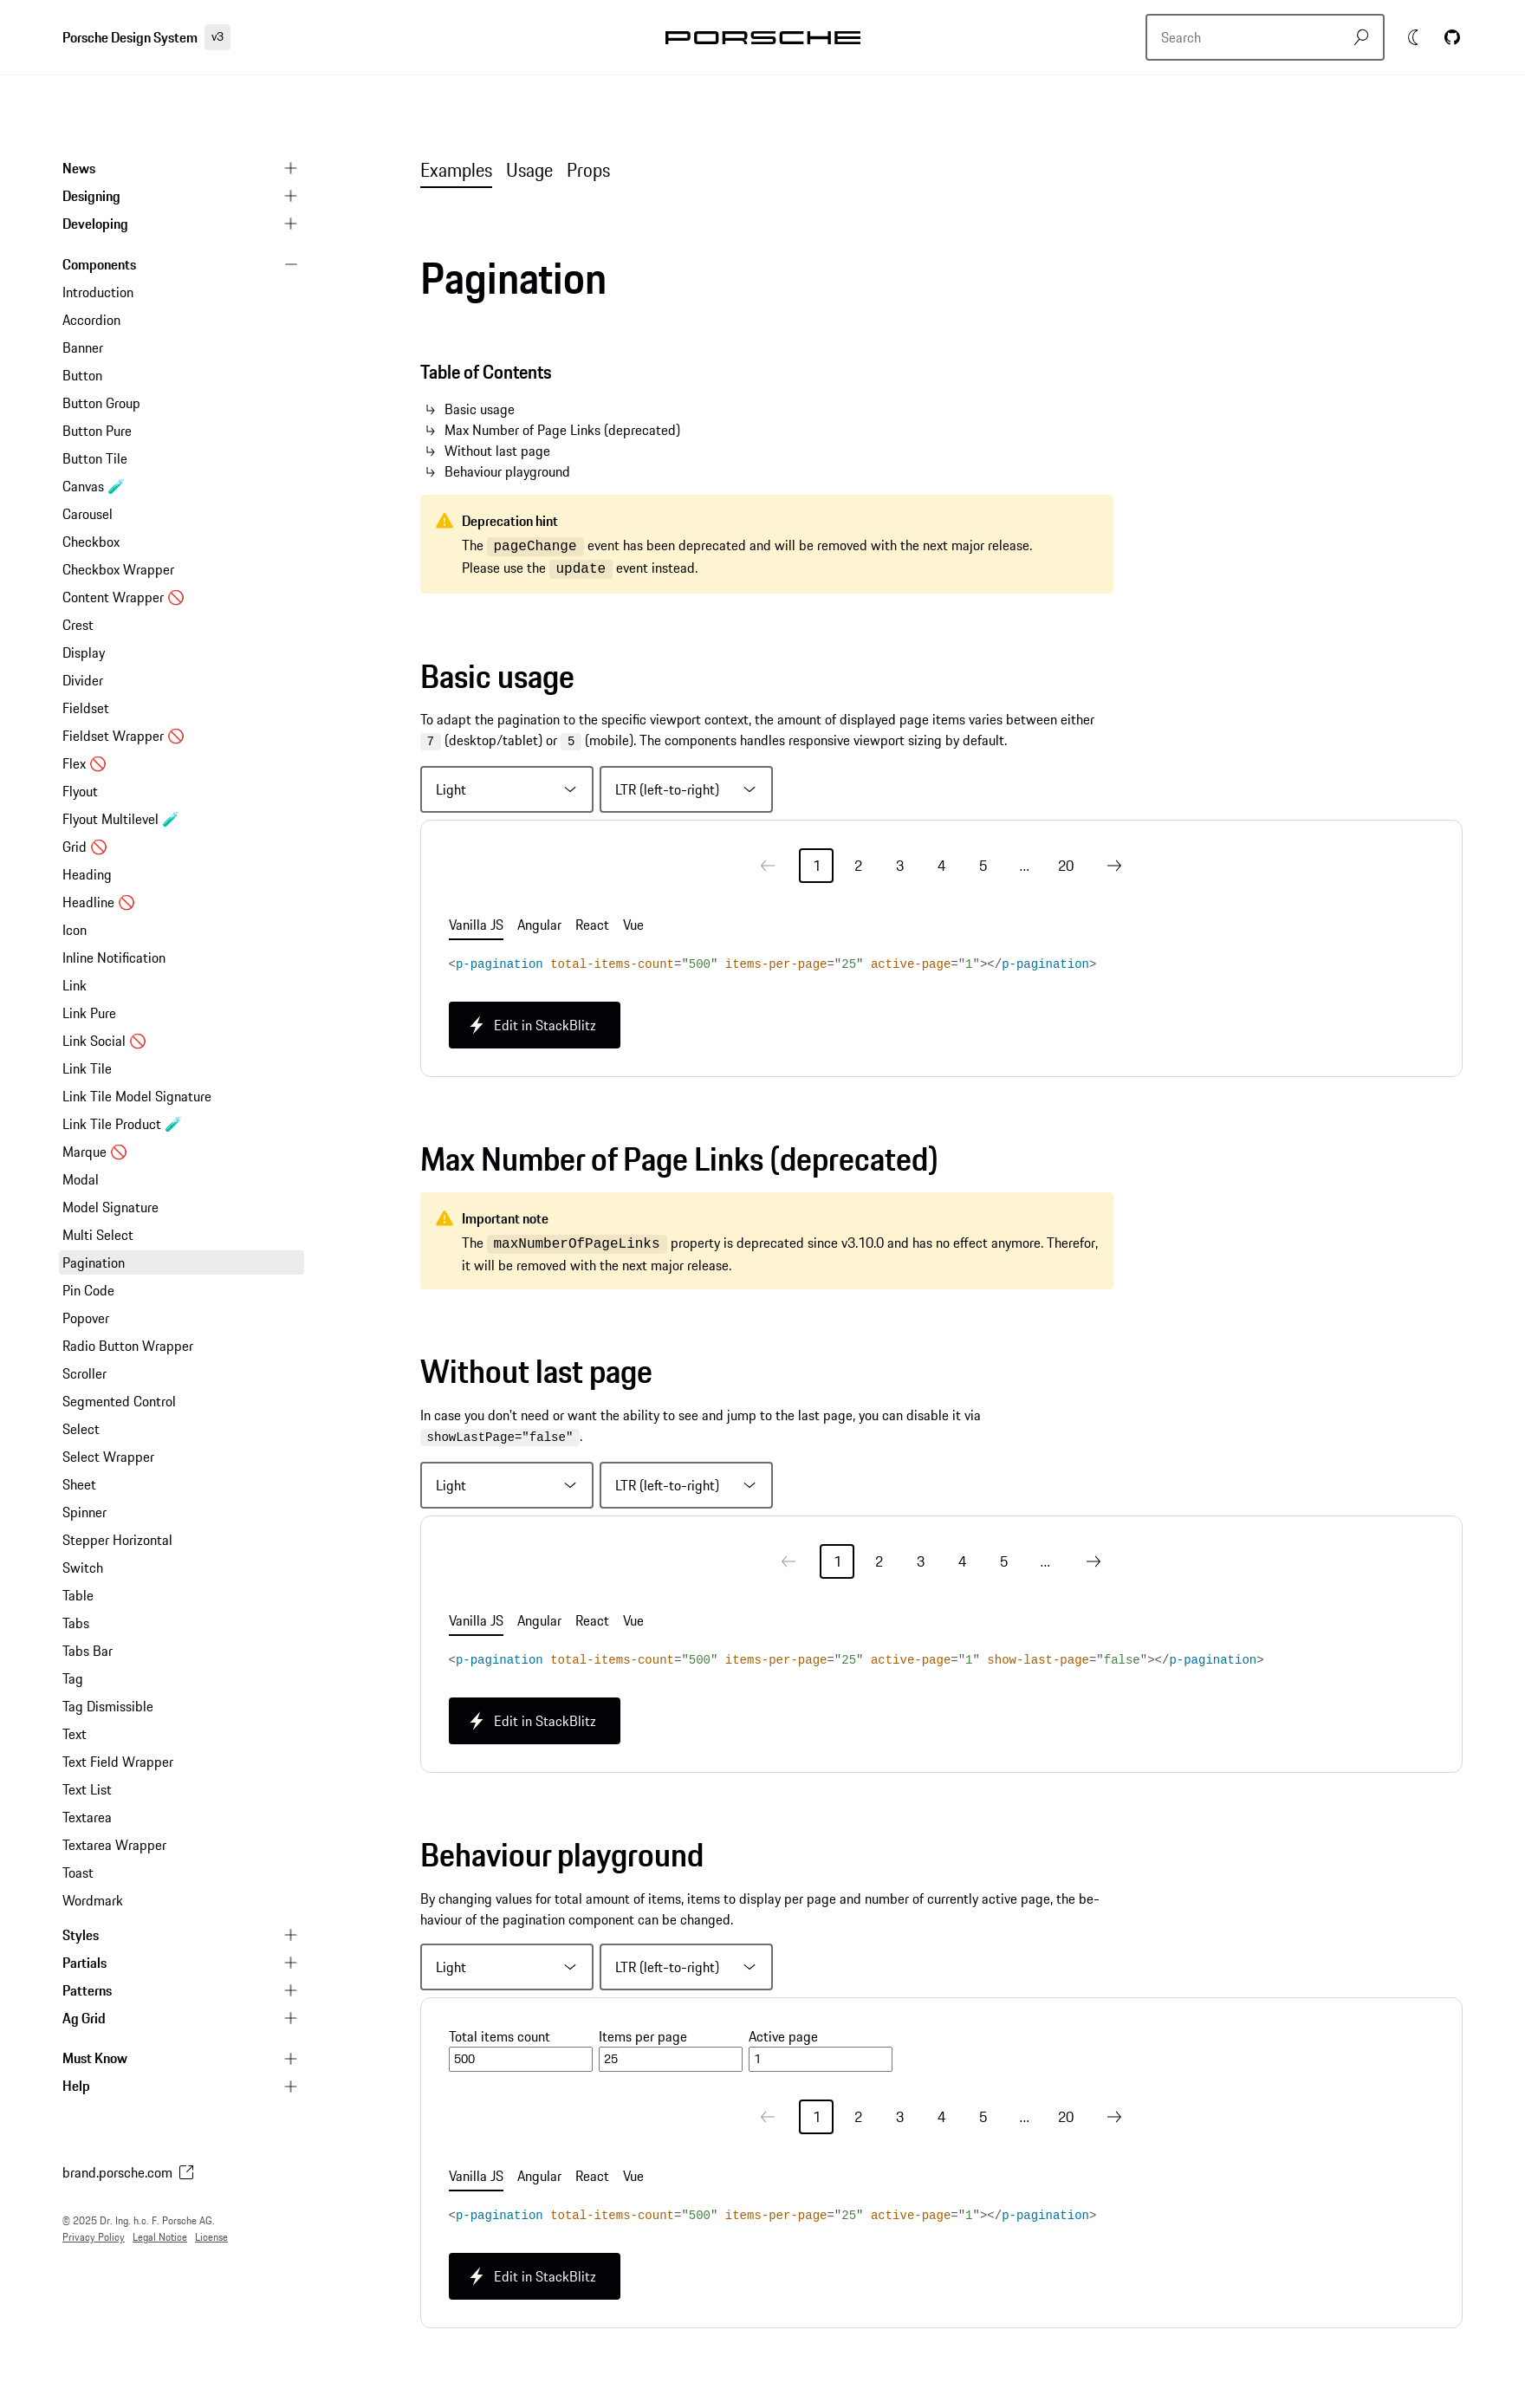 Porsche Design System v3
PORSCHE
Search
News
Designing
Developing
Components
Introduction
Accordion
Banner
Button
Button Group
Button Pure
Button Tile
Canvas 🧪
Carousel
Checkbox
Checkbox Wrapper
Content Wrapper 🚫
Crest
Display
Divider
Fieldset
Fieldset Wrapper 🚫
Flex 🚫
Flyout
Flyout Multilevel 🧪
Grid 🚫
Heading
Headline 🚫
Icon
Inline Notification
Link
Link Pure
Link Social 🚫
Link Tile
Link Tile Model Signature
Link Tile Product 🧪
Marque 🚫
Modal
Model Signature
Multi Select
Pagination
Pin Code
Popover
Radio Button Wrapper
Scroller
Segmented Control
Select
Select Wrapper
Sheet
Spinner
Stepper Horizontal
Switch
Table
Tabs
Tabs Bar
Tag
Tag Dismissible
Text
Text Field Wrapper
Text List
Textarea
Textarea Wrapper
Toast
Wordmark
Styles
Partials
Patterns
Ag Grid
Must Know
Help
brand.porsche.com
© 2025 Dr. Ing. h.c. F. Porsche AG.
Privacy Policy Legal Notice License
Examples Usage Props
Pagination
Table of Contents
Basic usage
Max Number of Page Links (deprecated)
Without last page
Behaviour playground
Deprecation hint
The pageChange event has been deprecated and will be removed with the next major release.
Please use the update event instead.
Basic usage
To adapt the pagination to the specific viewport context, the amount of displayed page items varies between either
7 (desktop/tablet) or 5 (mobile). The components handles responsive viewport sizing by default.
Light LTR (left-to-right)
1 2 3 4 5 … 20
Vanilla JS Angular React Vue
<p-pagination total-items-count="500" items-per-page="25" active-page="1"></p-pagination>
Edit in StackBlitz
Max Number of Page Links (deprecated)
Important note
The maxNumberOfPageLinks property is deprecated since v3.10.0 and has no effect anymore. Therefor,
it will be removed with the next major release.
Without last page
In case you don't need or want the ability to see and jump to the last page, you can disable it via
showLastPage="false".
Light LTR (left-to-right)
1 2 3 4 5 …
Vanilla JS Angular React Vue
<p-pagination total-items-count="500" items-per-page="25" active-page="1" show-last-page="false"></p-pagination>
Edit in StackBlitz
Behaviour playground
By changing values for total amount of items, items to display per page and number of currently active page, the be-
haviour of the pagination component can be changed.
Light LTR (left-to-right)
Total items count Items per page Active page
500 25 1
1 2 3 4 5 … 20
Vanilla JS Angular React Vue
<p-pagination total-items-count="500" items-per-page="25" active-page="1"></p-pagination>
Edit in StackBlitz